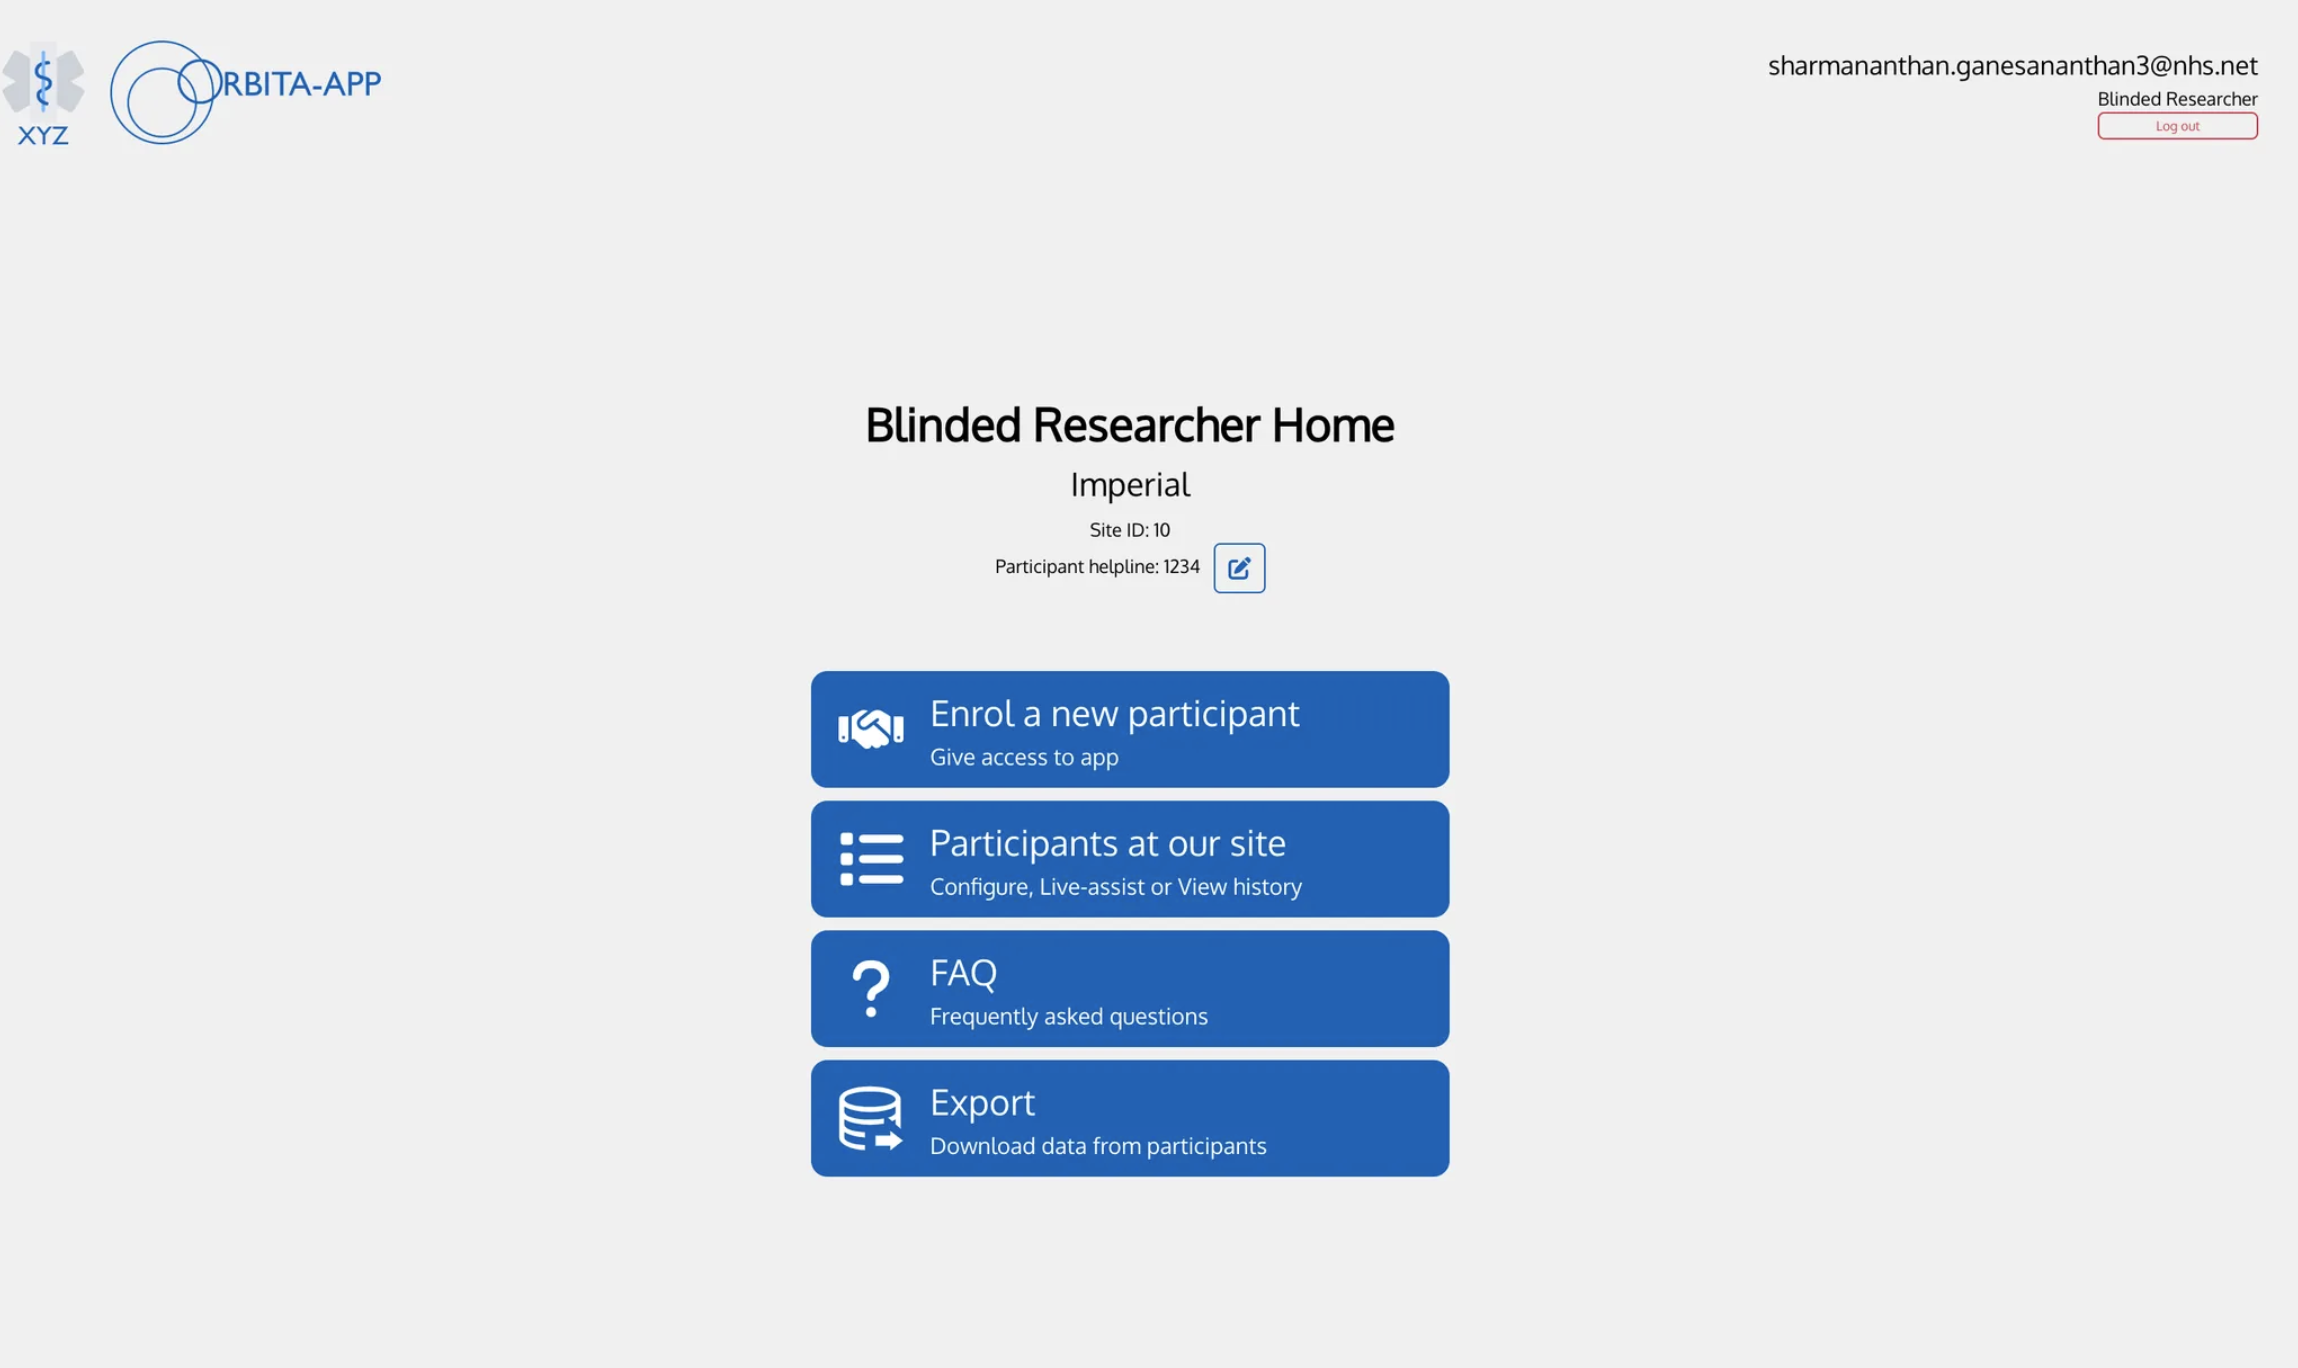 XYZ
ORBITA-APP
sharmananthan.ganesananthan3@nhs.net
Blinded Researcher
Log out
Blinded Researcher Home
Imperial
Site ID: 10
Participant helpline: 1234
Enrol a new participant
Give access to app
Participants at our site
Configure, Live-assist or View history
FAQ
Frequently asked questions
Export
Download data from participants